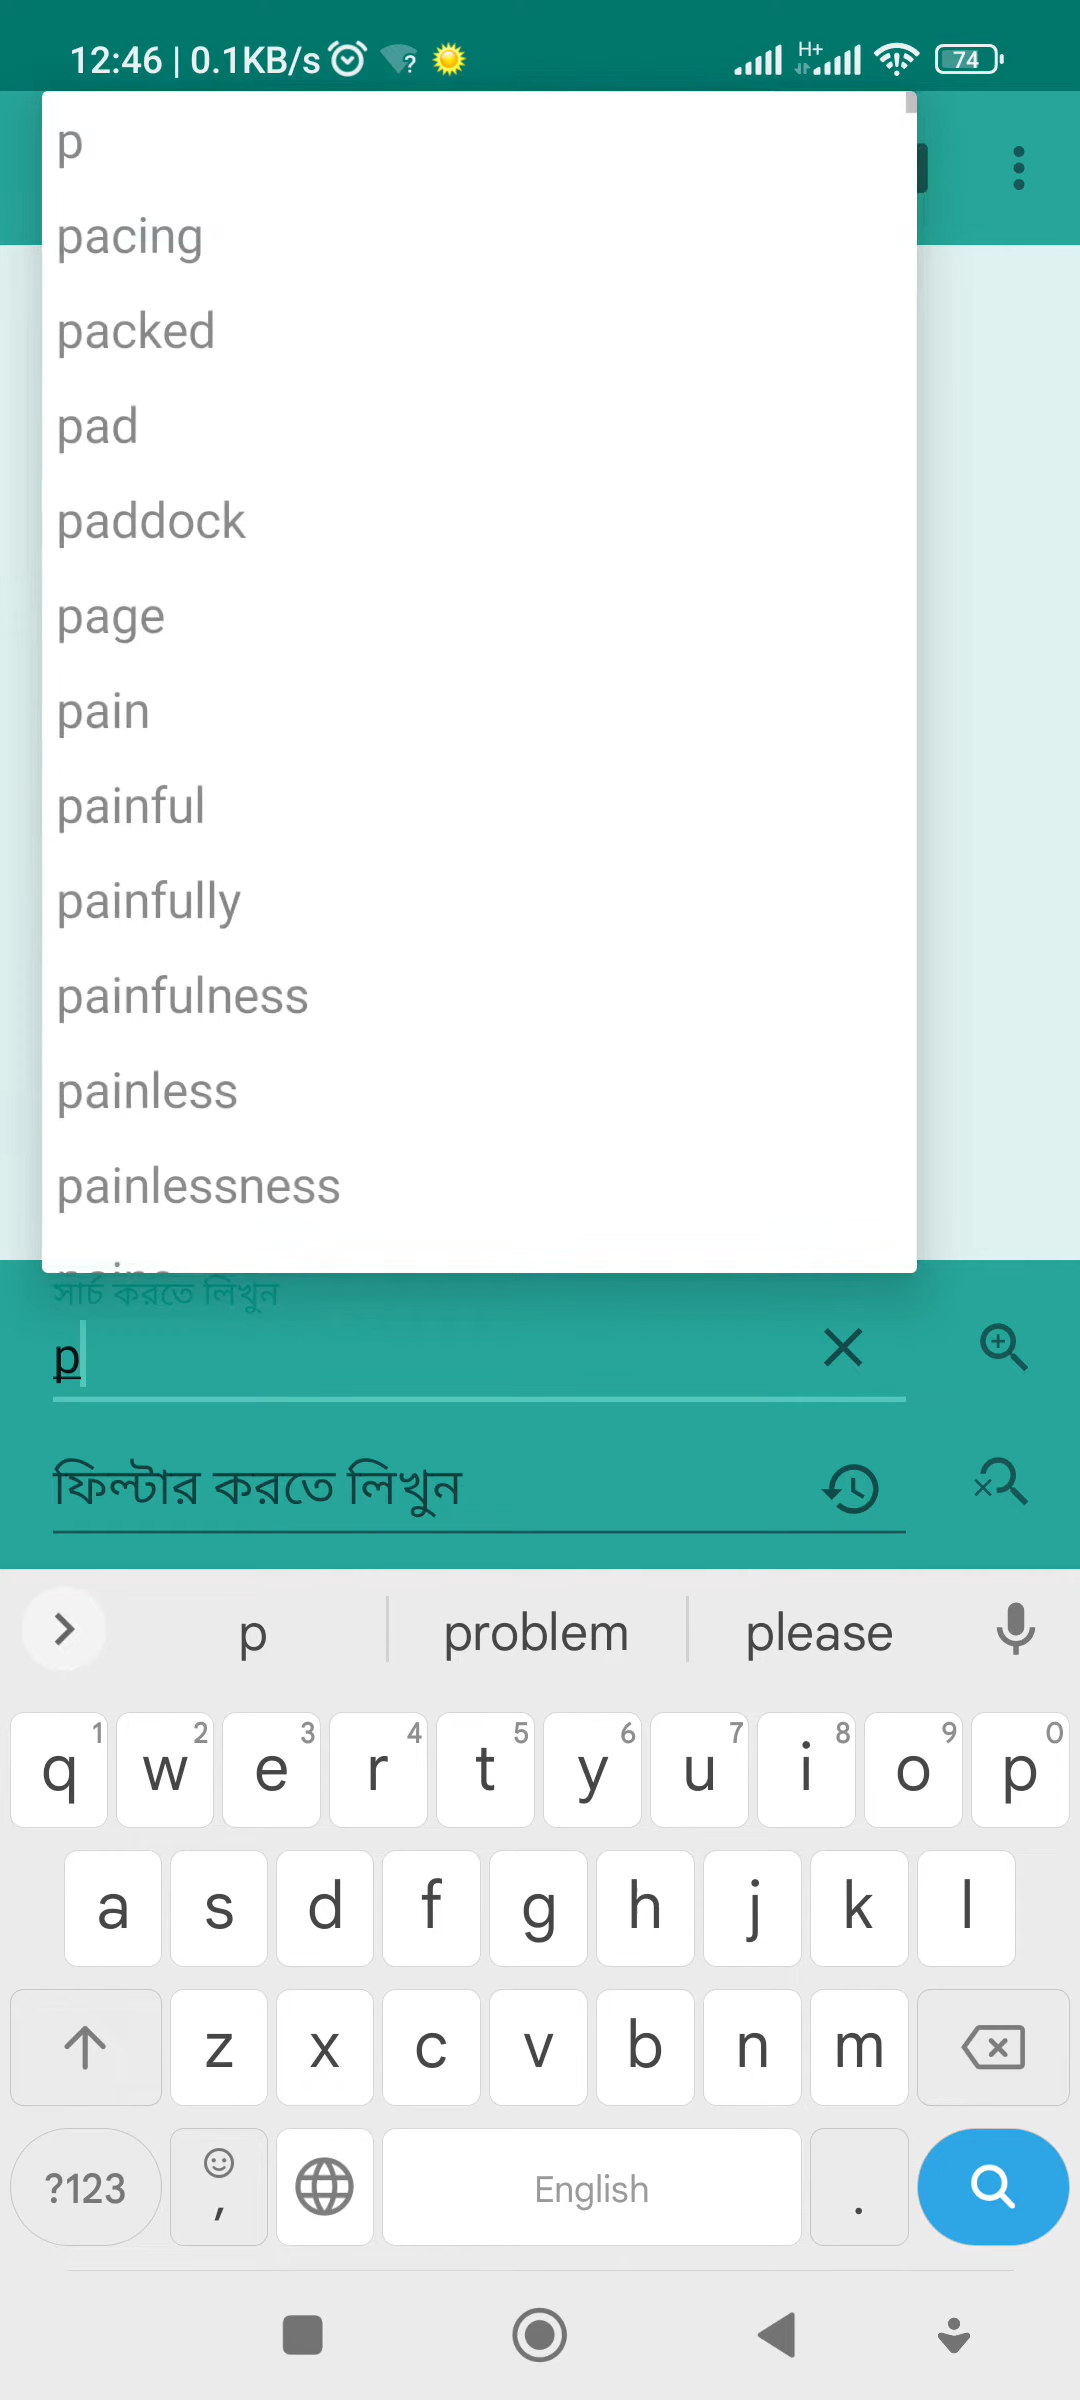 12:46 | 0.1KB/s ? H+ 74
p
pacing
packed
pad
paddock
page
pain
painful
painfully
painfulness
painless
painlessness
সার্চ করতে লিখুন
p
ফিল্টার করতে লিখুন
p problem please
1 2 3 4 5 6 7 8 9 0
q w e r t y u i o p
a s d f g h j k l
z x c v b n m
?123 , English .